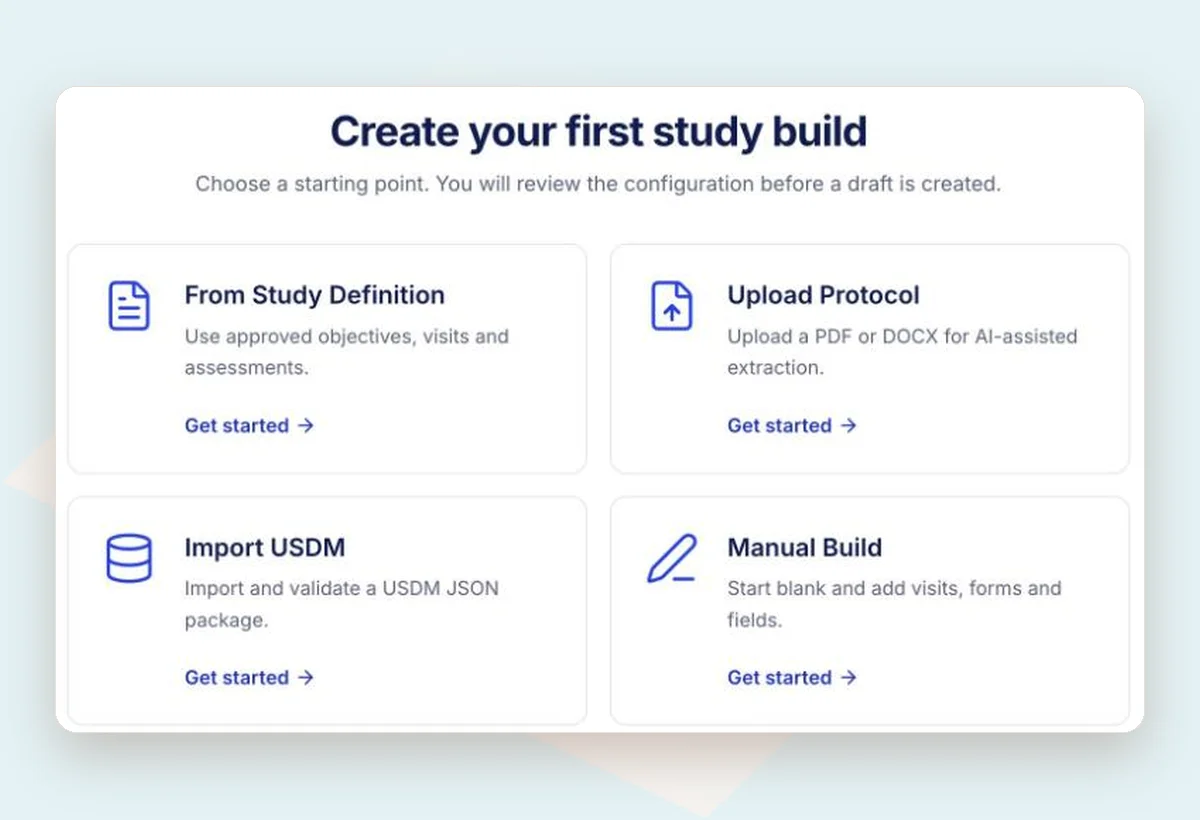 Create your first study build
Choose a starting point. You will review the configuration before a draft is created.
From Study Definition
Use approved objectives, visits and
assessments.
Get started →
Upload Protocol
Upload a PDF or DOCX for AI-assisted
extraction.
Get started →
Import USDM
Import and validate a USDM JSON
package.
Get started →
Manual Build
Start blank and add visits, forms and
fields.
Get started →